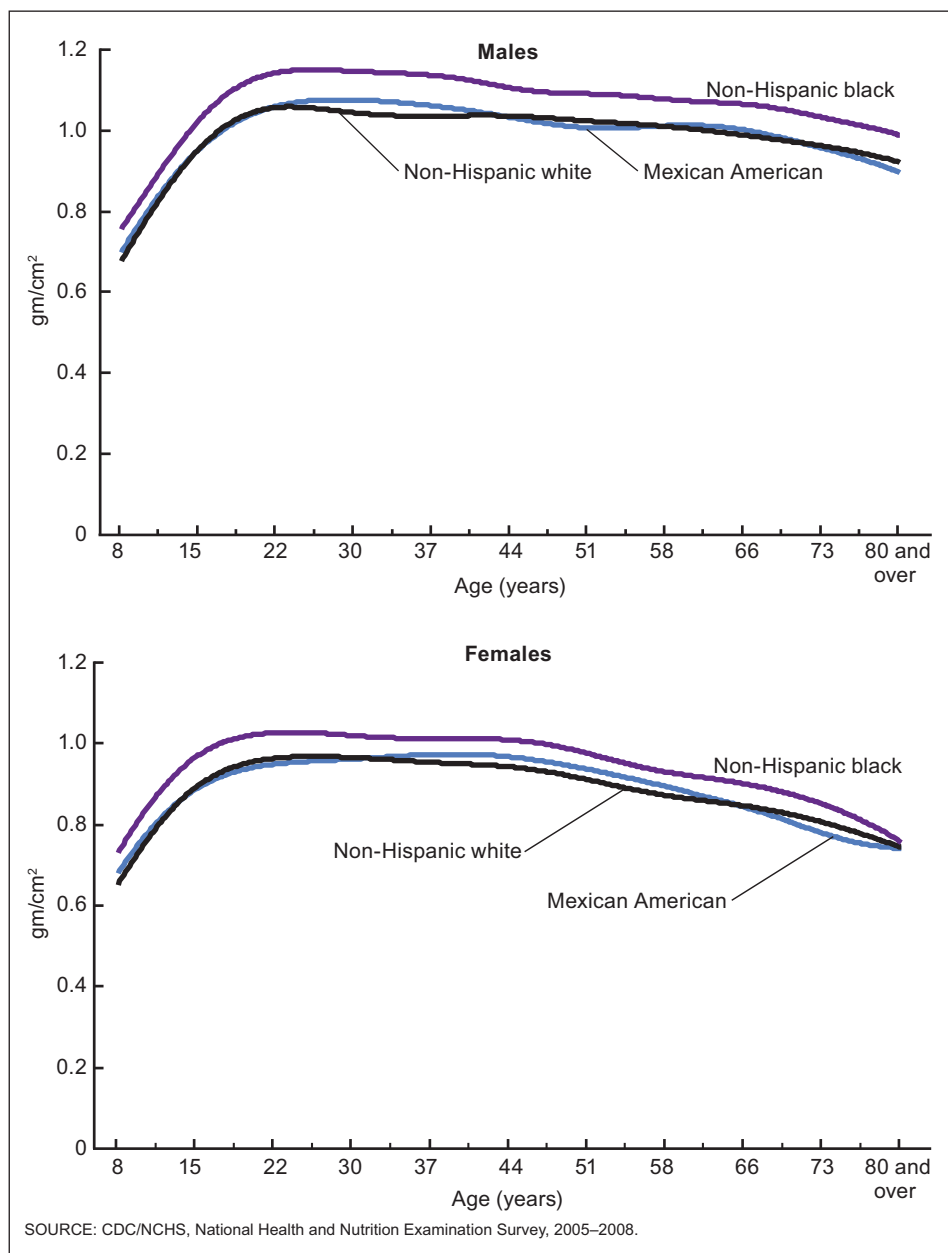 Males
1.2
Non-Hispanic black
1.0
Non-Hispanic white
Mexican American
0.8
gm/cm²
0.6
0.4
0.2
0
8 15 22 30 37 44 51 58 66 73 80 and
over
Age (years)
Females
1.2
1.0
Non-Hispanic black
0.8
Non-Hispanic white
Mexican American
gm/cm²
0.6
0.4
0.2
0
8 15 22 30 37 44 51 58 66 73 80 and
over
Age (years)
SOURCE: CDC/NCHS, National Health and Nutrition Examination Survey, 2005–2008.